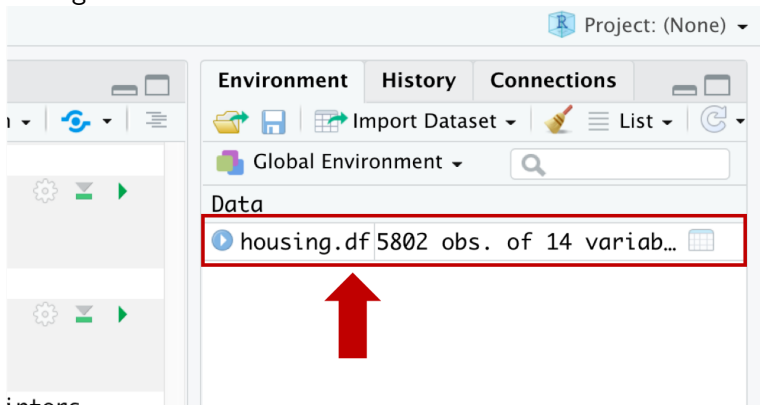 Project: (None)
Environment History Connections
Import Dataset List
Global Environment
Data
housing.df 5802 obs. of 14 variab…